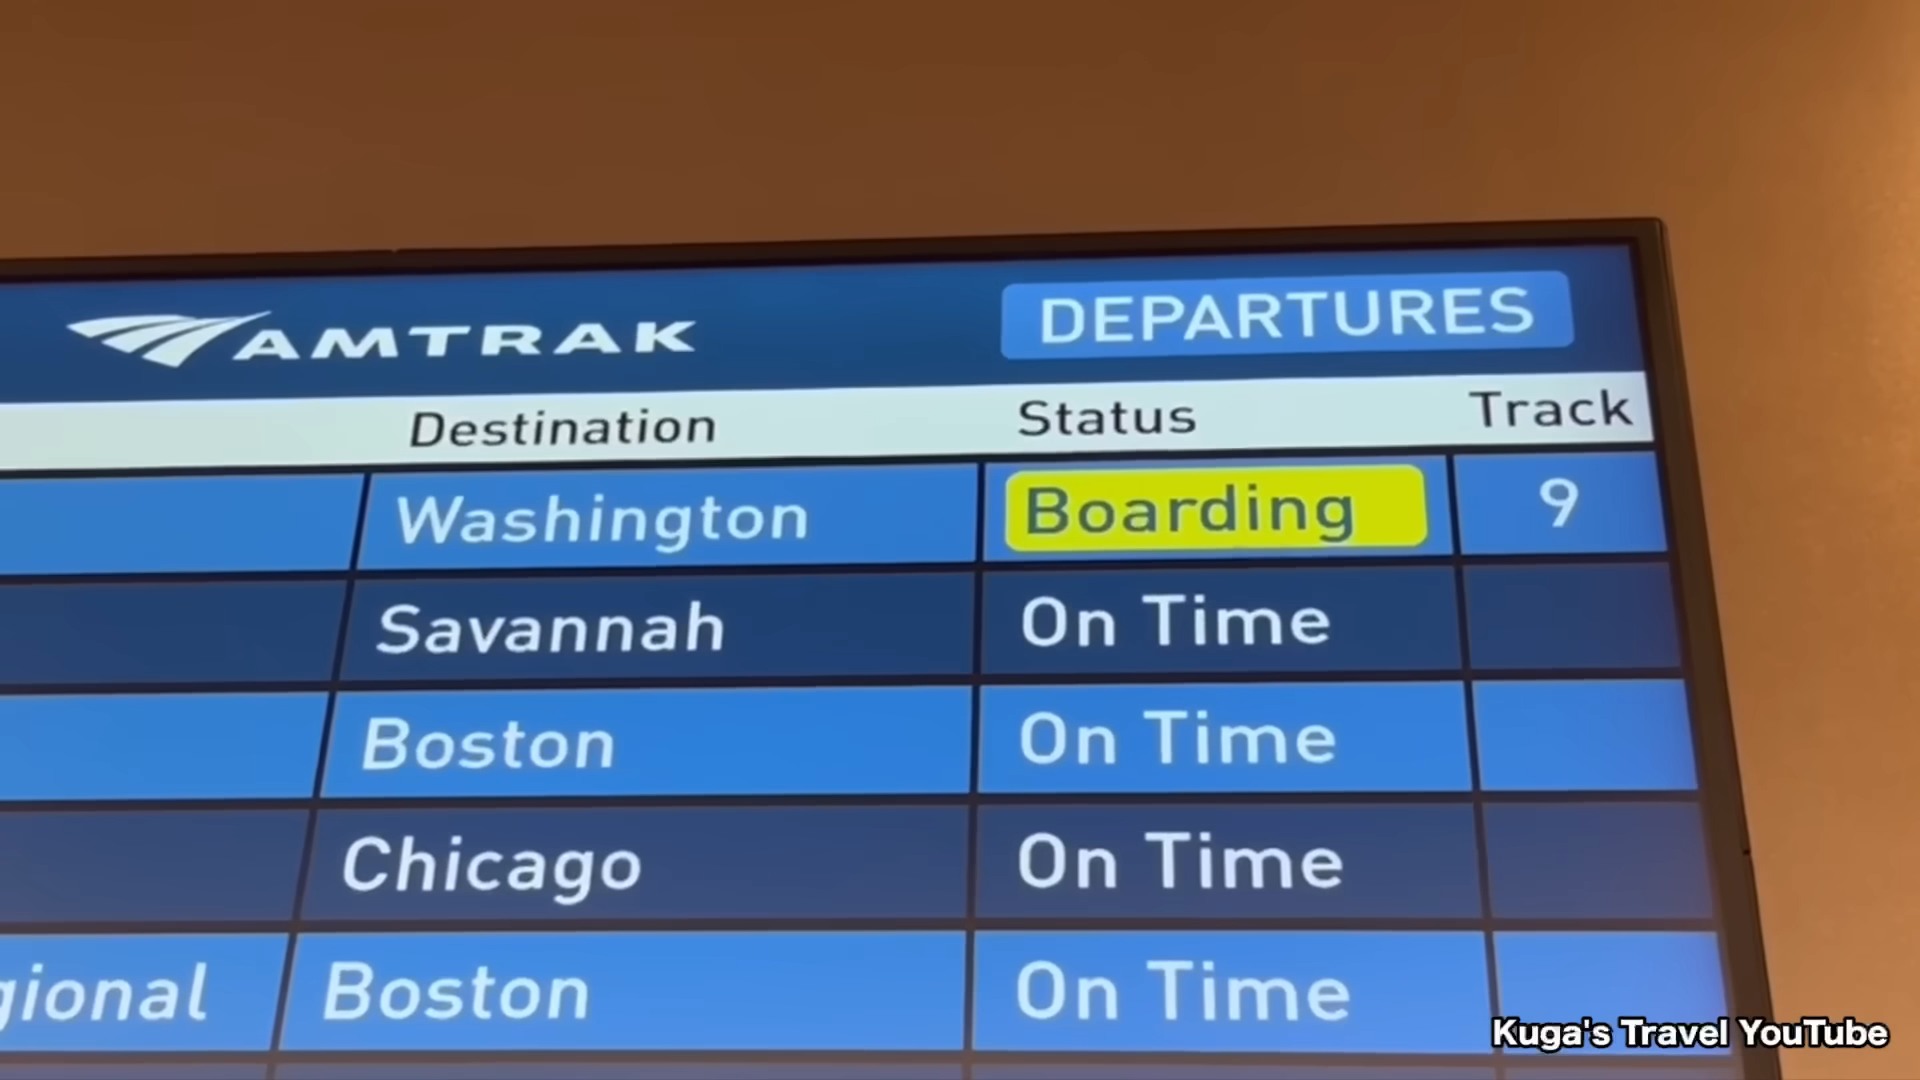 AMTRAK DEPARTURES
Destination Status Track
Washington Boarding 9
Savannah On Time
Boston On Time
Chicago On Time
gional Boston On Time
Kuga's Travel YouTube